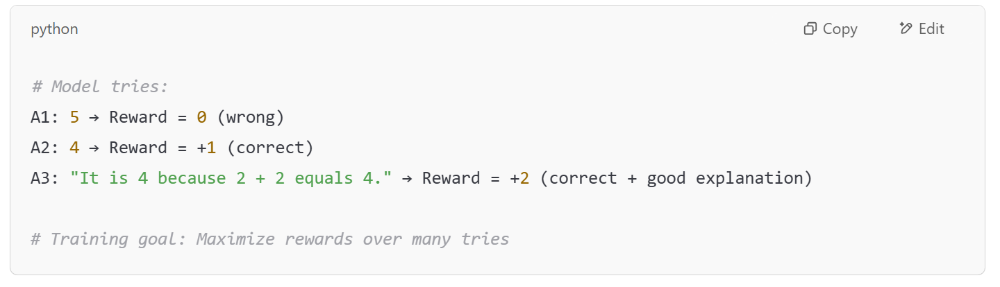 python
Copy
Edit
# Model tries:
A1: 5 → Reward = 0 (wrong)
A2: 4 → Reward = +1 (correct)
A3: "It is 4 because 2 + 2 equals 4." → Reward = +2 (correct + good explanation)
# Training goal: Maximize rewards over many tries